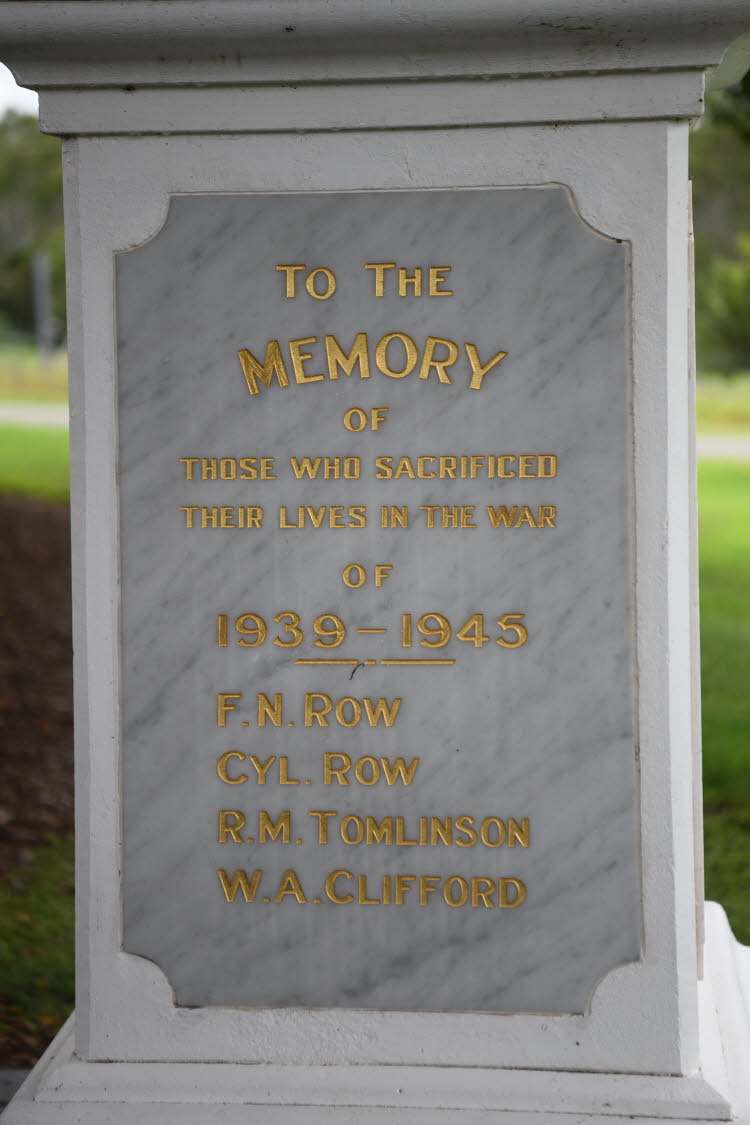 TO THE
MEMORY
OF
THOSE WHO SACRIFICED
THEIR LIVES IN THE WAR
OF
1939-1945
F.N. ROW
CYL. ROW
R.M. TOMLINSON
W.A. CLIFFORD